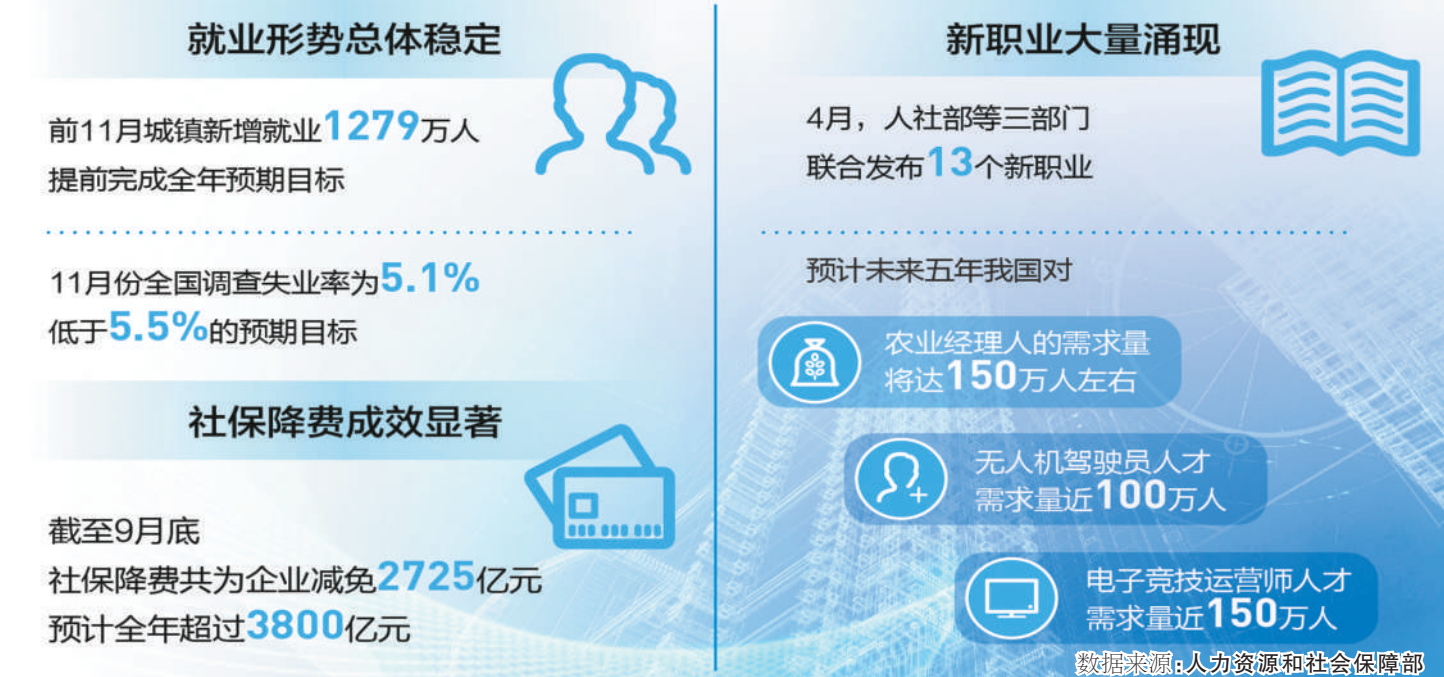 就业形势总体稳定
前11月城镇新增就业1279万人
提前完成全年预期目标
11月份全国调查失业率为5.1%
低于5.5%的预期目标
社保降费成效显著
截至9月底
社保降费共为企业减免2725亿元
预计全年超过3800亿元
新职业大量涌现
4月，人社部等三部门
联合发布13个新职业
预计未来五年我国对
农业经理人的需求量
将达150万人左右
无人机驾驶员人才
需求量近100万人
电子竞技运营师人才
需求量近150万人
数据来源:人力资源和社会保障部